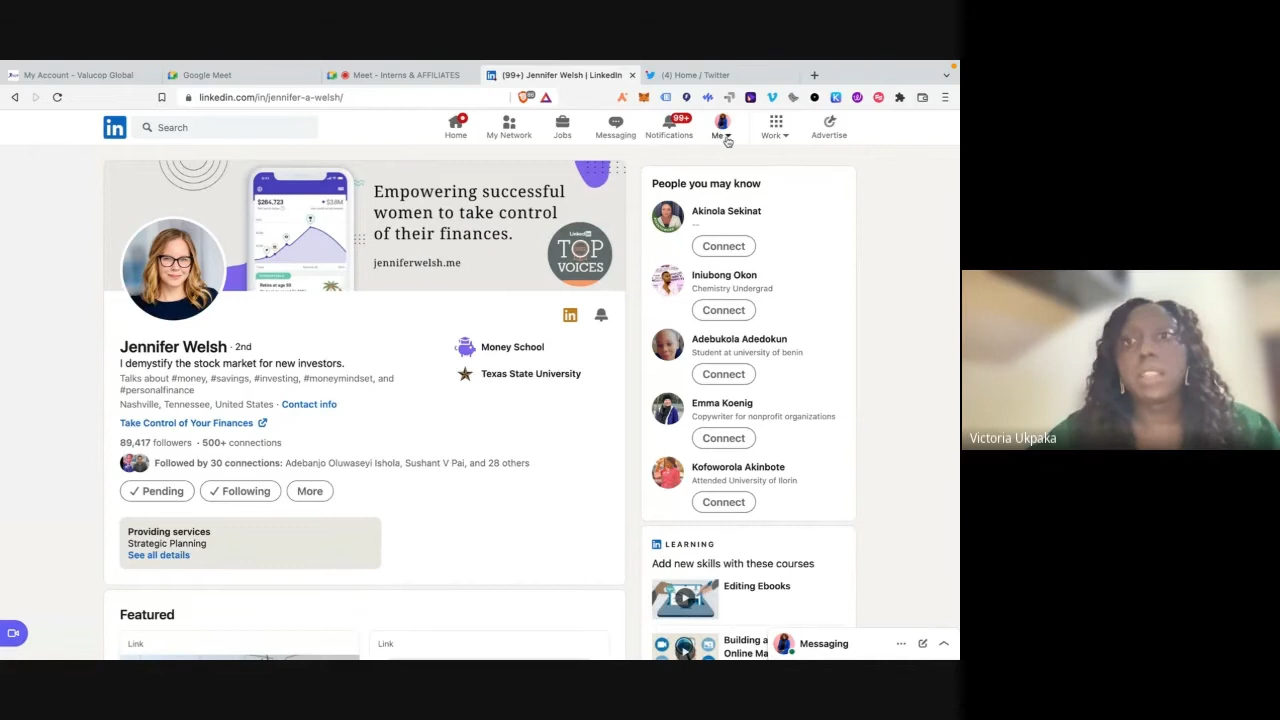 My Account - Valucop Global
Google Meet
Meet - Interns & AFFILIATES
(99+) Jennifer Welsh | LinkedIn
(4) Home / Twitter
linkedin.com/in/jennifer-a-welsh/
in
Search
Home
My Network
Jobs
Messaging
99+
Notifications
Me
Work
Advertise
$264,723
Empowering successful
women to take control
of their finances.
jenniferwelsh.me
LinkedIn
TOP
VOICES
Jennifer Welsh · 2nd
I demystify the stock market for new investors.
Talks about #money, #savings, #investing, #moneymindset, and
#personalfinance
Nashville, Tennessee, United States · Contact info
Take Control of Your Finances
89,417 followers · 500+ connections
Followed by 30 connections: Adebanjo Oluwaseyi Ishola, Sushant V Pai, and 28 others
Pending
Following
More
Money School
Texas State University
Providing services
Strategic Planning
See all details
Featured
Link
Link
People you may know
Akinola Sekinat
--
Connect
Iniubong Okon
Chemistry Undergrad
Connect
Adebukola Adedokun
Student at university of benin
Connect
Emma Koenig
Copywriter for nonprofit organizations
Connect
Kofoworola Akinbote
Attended University of Ilorin
Connect
in LEARNING
Add new skills with these courses
Editing Ebooks
Building a
Online Ma
Messaging
Victoria Ukpaka